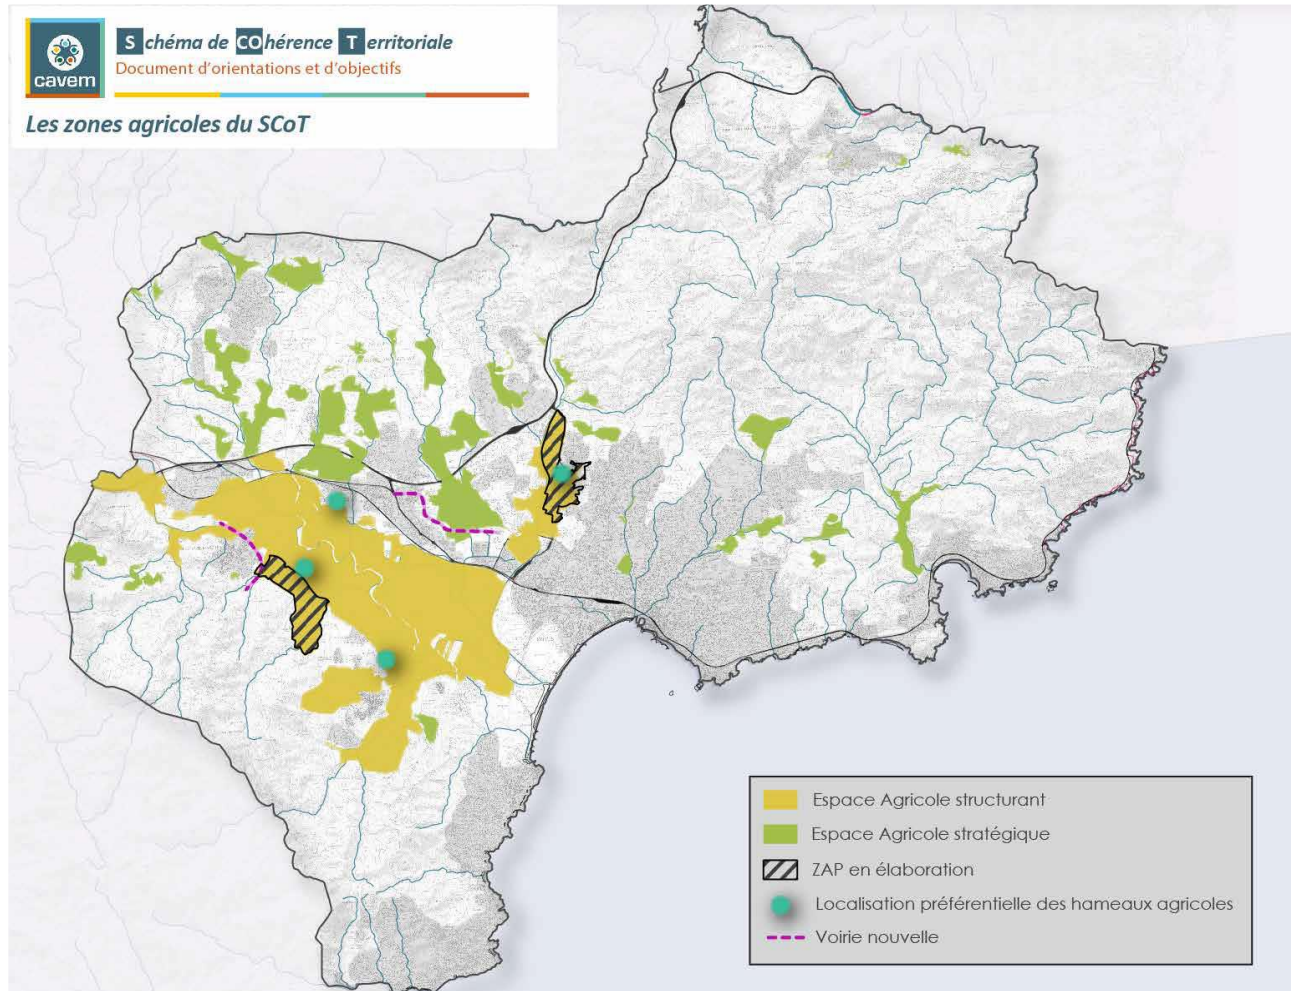 cavem
Schéma de COhérence Territoriale
Document d'orientations et d'objectifs
Les zones agricoles du SCoT
Espace Agricole structurant
Espace Agricole stratégique
ZAP en élaboration
Localisation préférentielle des hameaux agricoles
Voirie nouvelle